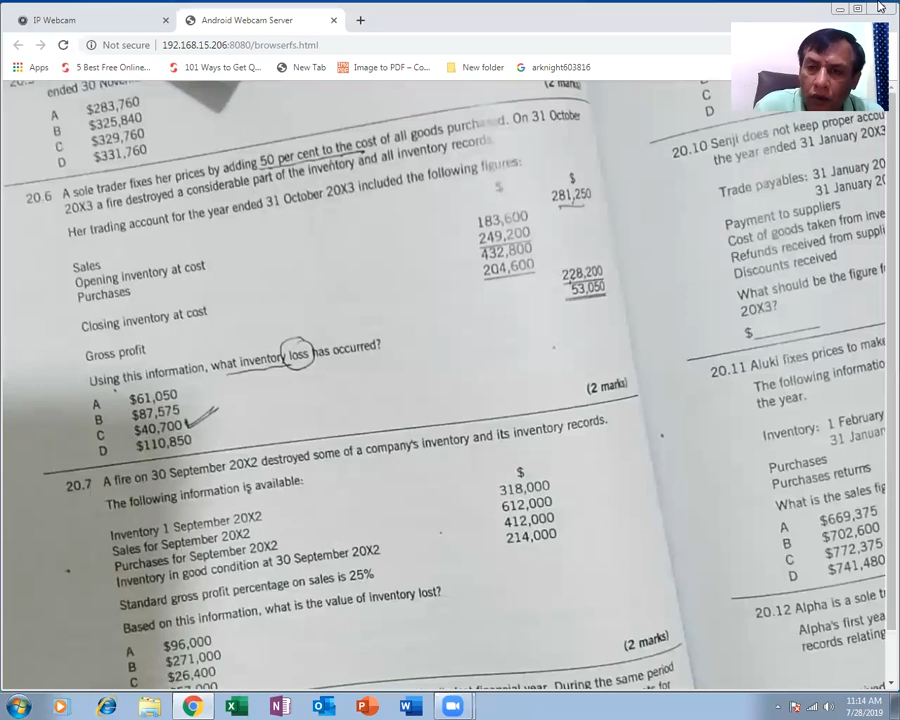 IP Webcam
Android Webcam Server
Not secure
192.168.15.206:8080/browserfs.html
Apps
5 Best Free Online...
101 Ways to Get Q...
New Tab
Image to PDF – Co...
New folder
arknight603816
ended 30 Novem
(2 marks
A $283,760
B $325,840
C $329,760
D $331,760
20.6 A sole trader fixes her prices by adding 50 per cent to the cost of all goods purchased. On 31 October
20X3 a fire destroyed a considerable part of the inventory and all inventory records.
Her trading account for the year ended 31 October 20X3 included the following figures:
$ $
Sales 281,250
Opening inventory at cost 183,600
Purchases 249,200
432,800
Closing inventory at cost 204,600
228,200
Gross profit 53,050
Using this information, what inventory loss has occurred?
A $61,050
B $87,575
C $40,700
D $110,850
(2 marks)
20.7 A fire on 30 September 20X2 destroyed some of a company's inventory and its inventory records.
The following information is available:
$
Inventory 1 September 20X2 318,000
Sales for September 20X2 612,000
Purchases for September 20X2 412,000
Inventory in good condition at 30 September 20X2 214,000
Standard gross profit percentage on sales is 25%
Based on this information, what is the value of inventory lost?
A $96,000
B $271,000
C $26,400
(2 marks)
financial year. During the same period
C
D
20.10 Senji does not keep proper accou
the year ended 31 January 20X3
Trade payables: 31 January 20
31 January 2
Payment to suppliers
Cost of goods taken from inve
Refunds received from suppli
Discounts received
What should be the figure f
20X3?
$
20.11 Aluki fixes prices to make
The following informatio
the year.
Inventory: 1 February
31 Januar
Purchases
Purchases returns
What is the sales fig
A $669,375
B $702,600
C $772,375
D $741,480
20.12 Alpha is a sole t
Alpha's first yea
records relating
11:14 AM
7/28/2019